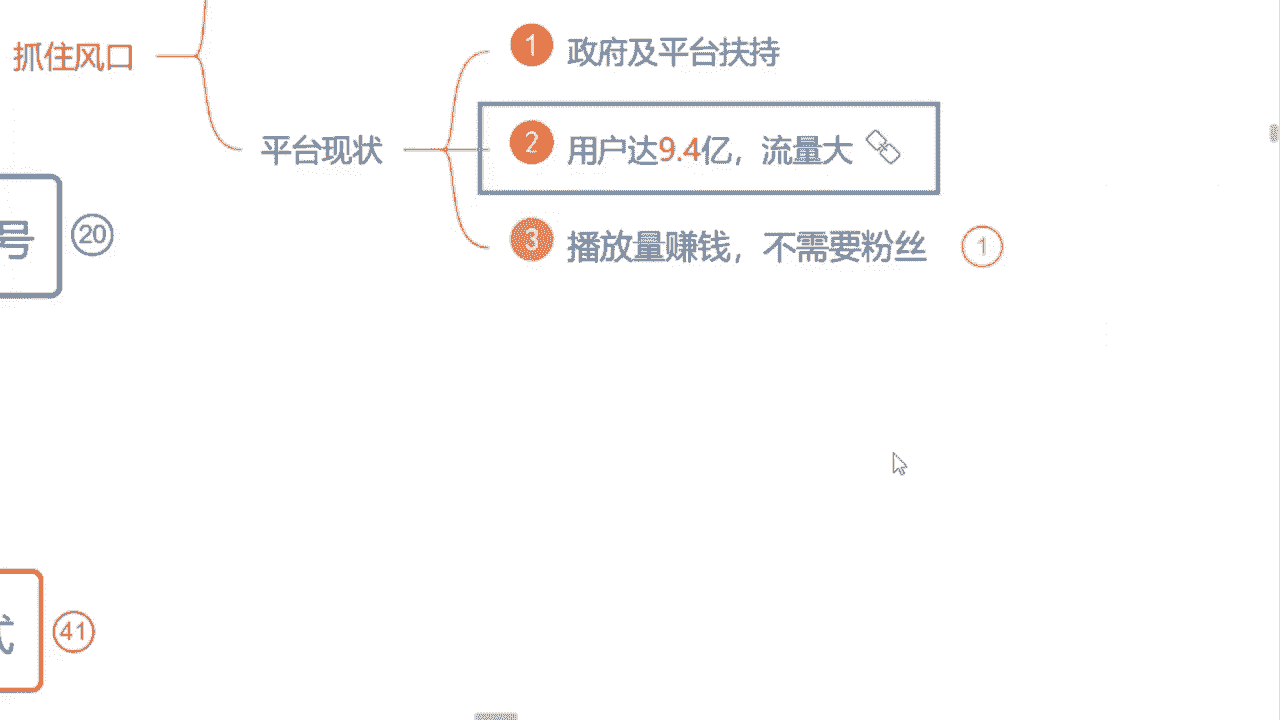 抓住风口
平台现状
1 政府及平台扶持
2 用户达9.4亿，流量大
3 播放量赚钱，不需要粉丝 1
号 20
式 41